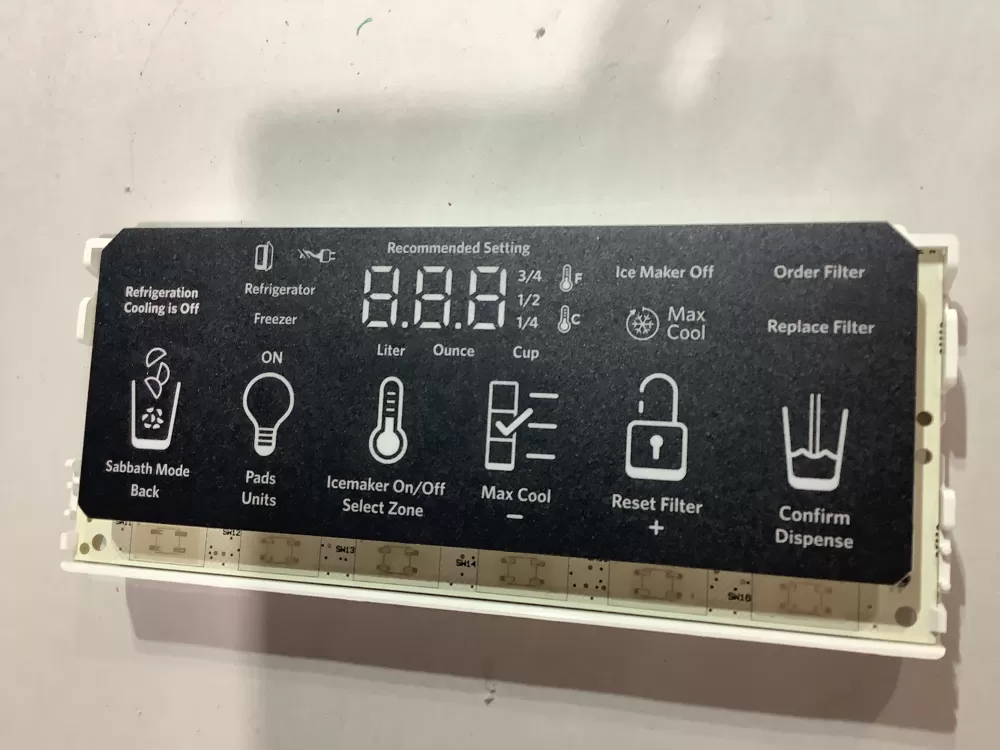 Recommended Setting
Refrigeration
Cooling is Off
Refrigerator
Freezer
8.8.8
3/4
1/2
1/4
F
C
Liter
Ounce
Cup
Ice Maker Off
Max
Cool
Order Filter
Replace Filter
ON
Sabbath Mode
Back
Pads
Units
Icemaker On/Off
Select Zone
Max Cool
–
Reset Filter
+
Confirm
Dispense
SW11
SW12
SW13
SW14
SW16